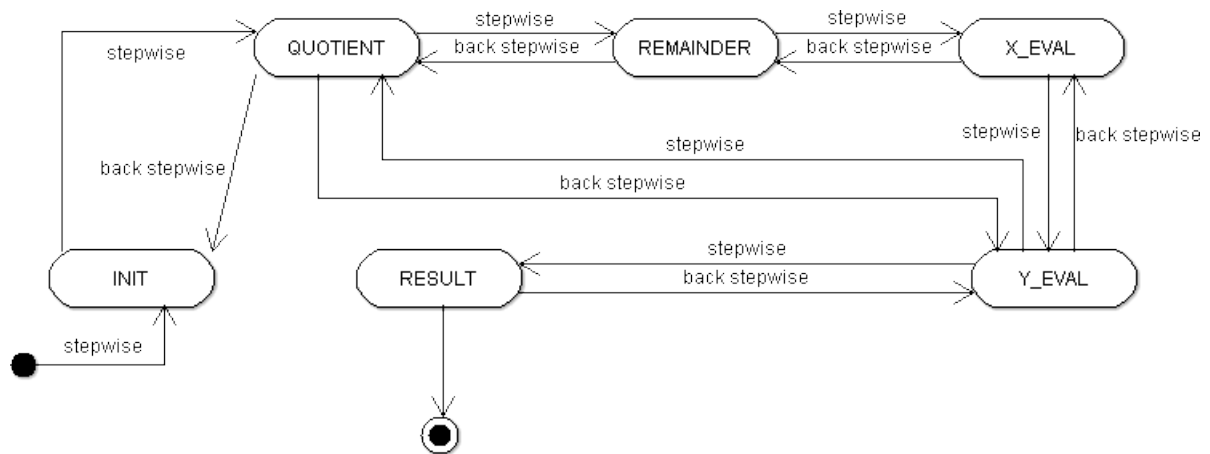 stepwise
QUOTIENT
stepwise
back stepwise
REMAINDER
stepwise
back stepwise
X_EVAL
stepwise
back stepwise
stepwise
back stepwise
back stepwise
INIT
stepwise
RESULT
stepwise
back stepwise
Y_EVAL